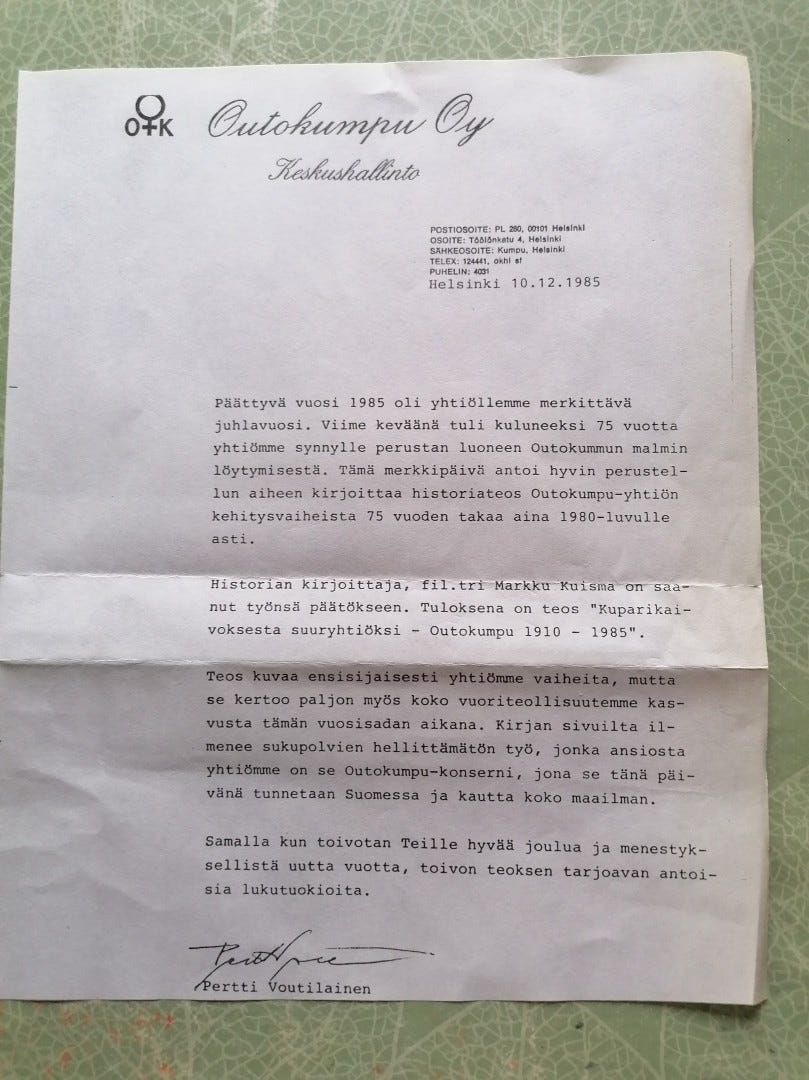 O♀K Outokumpu Oy
Keskushallinto
POSTIOSOITE: PL 280, 00101 Helsinki
OSOITE: Töölönkatu 4, Helsinki
SÄHKEOSOITE: Kumpu, Helsinki
TELEX: 124441, okhi sf
PUHELIN: 4031
Helsinki 10.12.1985
Päättyvä vuosi 1985 oli yhtiöllemme merkittävä
juhlavuosi. Viime keväänä tuli kuluneeksi 75 vuotta
yhtiömme synnylle perustan luoneen Outokummun malmin
löytymisestä. Tämä merkkipäivä antoi hyvin perustel-
lun aiheen kirjoittaa historiateos Outokumpu-yhtiön
kehitysvaiheista 75 vuoden takaa aina 1980-luvulle
asti.
Historian kirjoittaja, fil.tri Markku Kuisma on saa-
nut työnsä päätökseen. Tuloksena on teos "Kuparikai-
voksesta suuryhtiöksi - Outokumpu 1910 - 1985".
Teos kuvaa ensisijaisesti yhtiömme vaiheita, mutta
se kertoo paljon myös koko vuoriteollisuutemme kas-
vusta tämän vuosisadan aikana. Kirjan sivuilta il-
menee sukupolvien hellittämätön työ, jonka ansiosta
yhtiömme on se Outokumpu-konserni, jona se tänä päi-
vänä tunnetaan Suomessa ja kautta koko maailman.
Samalla kun toivotan Teille hyvää joulua ja menestyk-
sellistä uutta vuotta, toivon teoksen tarjoavan antoi-
sia lukutuokioita.
Pertti Voutilainen